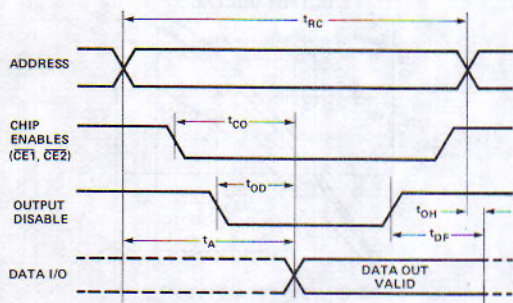 tRC
ADDRESS
tCO
CHIP
ENABLES
(CE1, CE2)
tOD
OUTPUT
DISABLE
tOH
tDF
tA
DATA I/O
DATA OUT
VALID